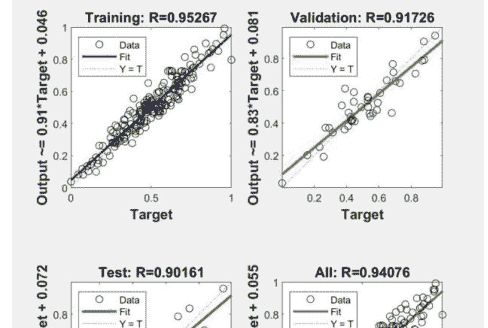 Training: R=0.95267
Output ~= 0.91*Target + 0.046
Data
Fit
Y = T
1
0.8
0.6
0.4
0.2
0
0 0.5 1
Target
Validation: R=0.91726
Output ~= 0.83*Target + 0.081
Data
Fit
Y = T
0.8
0.6
0.4
0.2
0.2 0.4 0.6 0.8
Target
Test: R=0.90161
et + 0.072
Data
Fit
Y = T
0.8
All: R=0.94076
et + 0.055
Data
Fit
Y = T
1
0.8